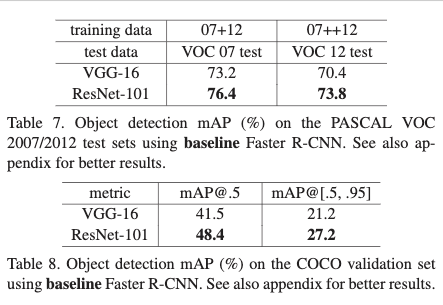 training data 07+12 07++12
test data VOC 07 test VOC 12 test
VGG-16 73.2 70.4
ResNet-101 76.4 73.8
Table 7. Object detection mAP (%) on the PASCAL VOC
2007/2012 test sets using baseline Faster R-CNN. See also ap-
pendix for better results.
metric mAP@.5 mAP@[.5, .95]
VGG-16 41.5 21.2
ResNet-101 48.4 27.2
Table 8. Object detection mAP (%) on the COCO validation set
using baseline Faster R-CNN. See also appendix for better results.